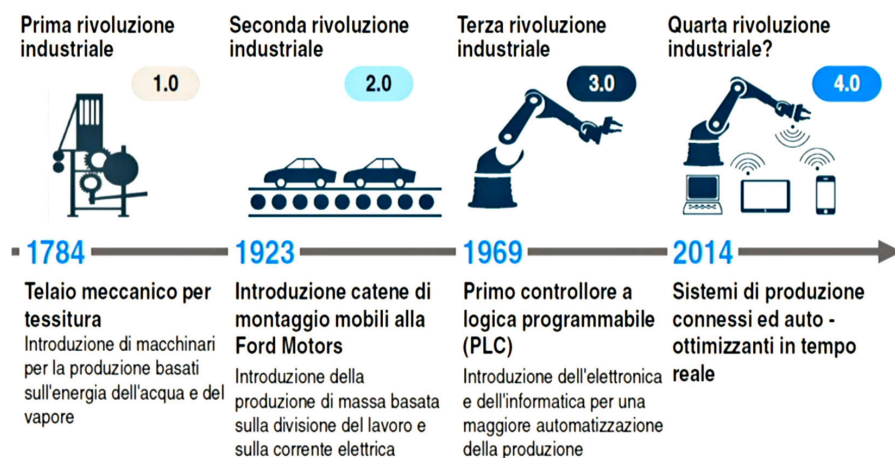 Prima rivoluzione
industriale
1.0
Seconda rivoluzione
industriale
2.0
Terza rivoluzione
industriale
3.0
Quarta rivoluzione
industriale?
4.0
1784
1923
1969
2014
Telaio meccanico per
tessitura
Introduzione di macchinari
per la produzione basati
sull'energia dell'acqua e del
vapore
Introduzione catene di
montaggio mobili alla
Ford Motors
Introduzione della
produzione di massa basata
sulla divisione del lavoro e
sulla corrente elettrica
Primo controllore a
logica programmabile
(PLC)
Introduzione dell'elettronica
e dell'informatica per una
maggiore automatizzazione
della produzione
Sistemi di produzione
connessi ed auto -
ottimizzanti in tempo
reale